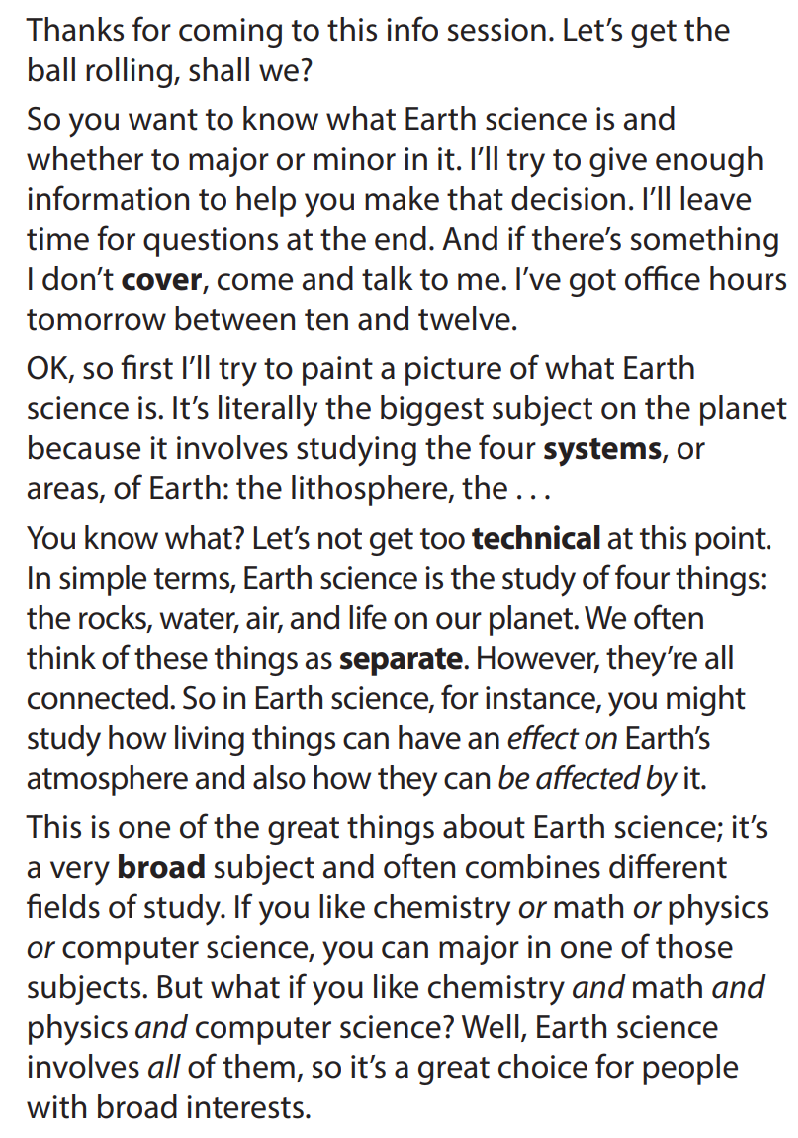 Thanks for coming to this info session. Let’s get the
ball rolling, shall we?
So you want to know what Earth science is and
whether to major or minor in it. I’ll try to give enough
information to help you make that decision. I’ll leave
time for questions at the end. And if there’s something
I don’t cover, come and talk to me. I’ve got office hours
tomorrow between ten and twelve.
OK, so first I’ll try to paint a picture of what Earth
science is. It’s literally the biggest subject on the planet
because it involves studying the four systems, or
areas, of Earth: the lithosphere, the . . .
You know what? Let’s not get too technical at this point.
In simple terms, Earth science is the study of four things:
the rocks, water, air, and life on our planet. We often
think of these things as separate. However, they’re all
connected. So in Earth science, for instance, you might
study how living things can have an effect on Earth’s
atmosphere and also how they can be affected by it.
This is one of the great things about Earth science; it’s
a very broad subject and often combines different
fields of study. If you like chemistry or math or physics
or computer science, you can major in one of those
subjects. But what if you like chemistry and math and
physics and computer science? Well, Earth science
involves all of them, so it’s a great choice for people
with broad interests.